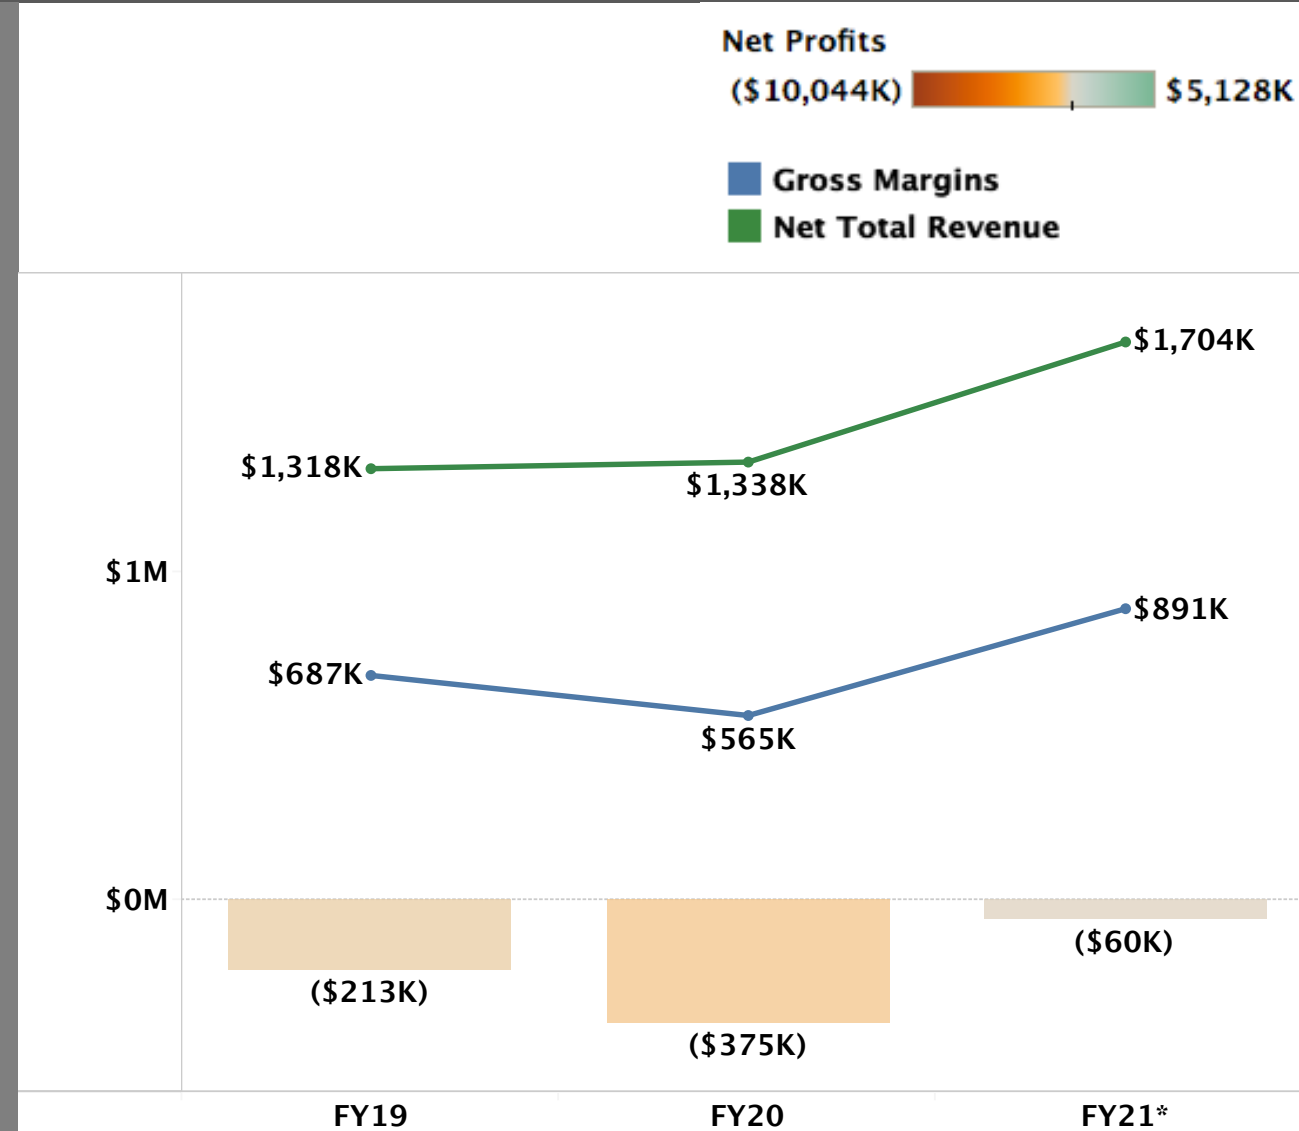 Net Profits
($10,044K) $5,128K
Gross Margins
Net Total Revenue
$1,704K
$1,318K
$1,338K
$1M
$891K
$687K
$565K
$0M
($60K)
($213K)
($375K)
FY19 FY20 FY21*